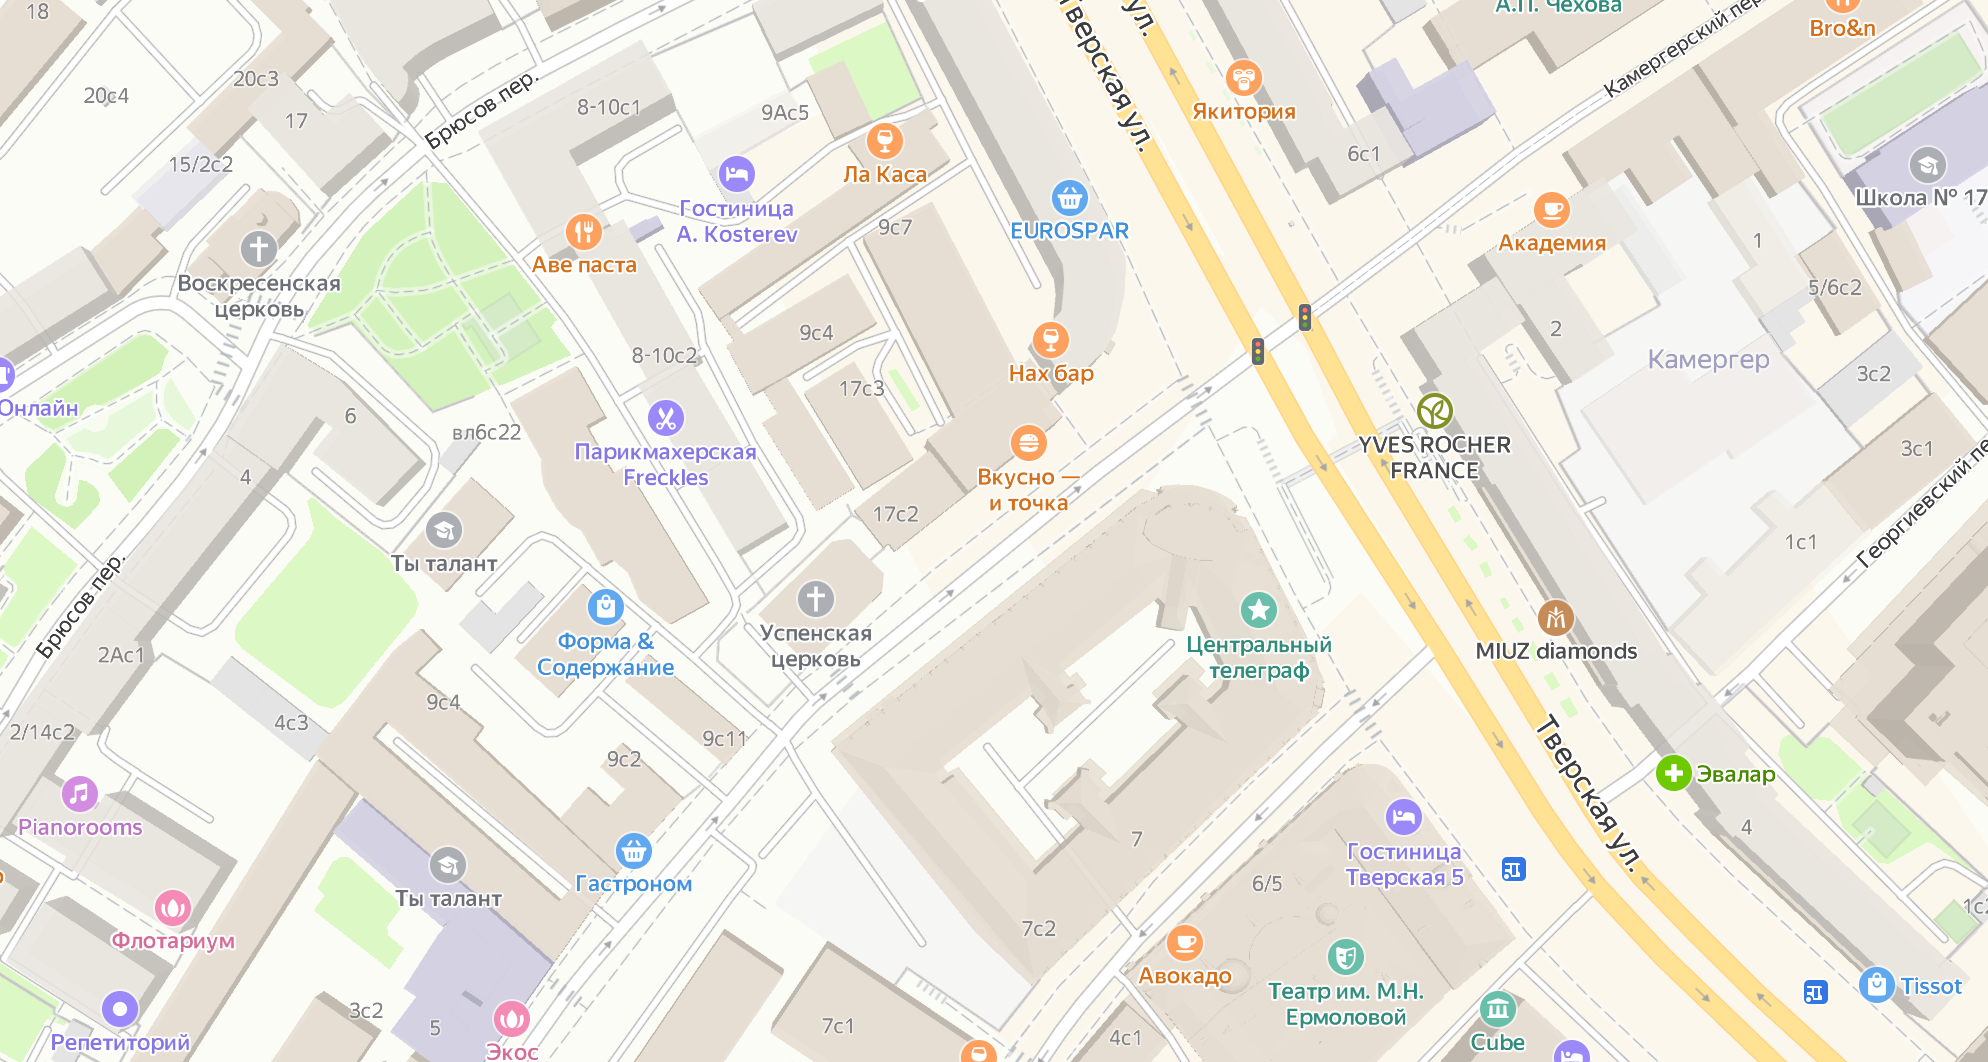 18
20с4
20с3
17
15/2с2
Брюсов пер.
8-10с1
9Ас5
Тверская ул.
ул.
А.П. Чехова
Камергерский пер.
Bro&n
Якитория
6с1
Ла Каса
Гостиница
A. Kosterev
Школа № 17
EUROSPAR
9с7
Академия
1
Аве паста
Воскресенская
церковь
5/6с2
9с4
2
Камергер
8-10с2
17с3
Нах бар
3с2
Онлайн
6
вл6с22
YVES ROCHER
FRANCE
Парикмахерская
Freckles
Вкусно —
и точка
3с1
4
17с2
Ты талант
1с1
Георгиевский пе
Брюсов пер.
Успенская
церковь
Форма &
Содержание
Центральный
телеграф
MIUZ diamonds
2Ас1
9с4
4с3
2/14с2
9с11
9с2
Тверская ул.
Эвалар
Pianorooms
7
4
Гостиница
Тверская 5
6/5
Гастроном
Ты талант
Флотариум
7с2
Авокадо
Театр им. М.Н.
Ермоловой
Tissot
3с2
5
7с1
4с1
Репетиторий
Экос
Cube